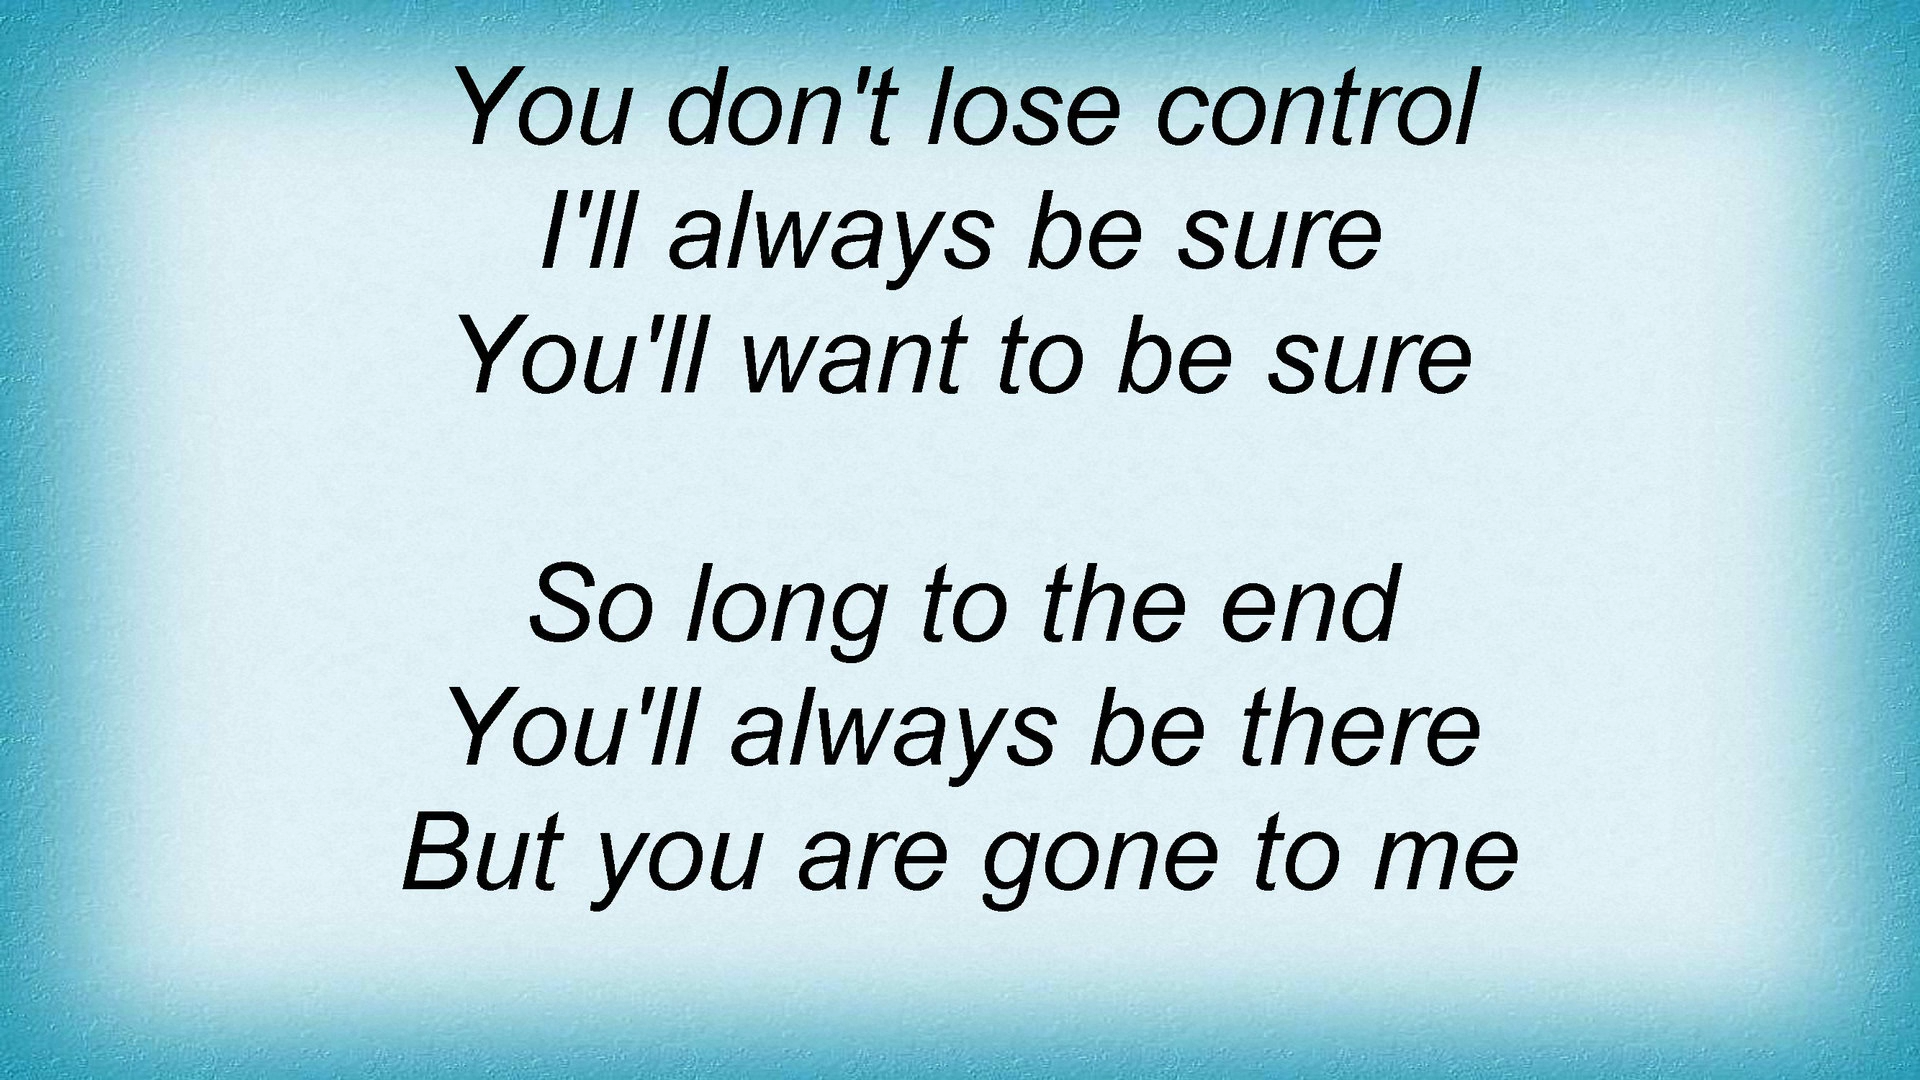 You don't lose control
I'll always be sure
You'll want to be sure
So long to the end
You'll always be there
But you are gone to me